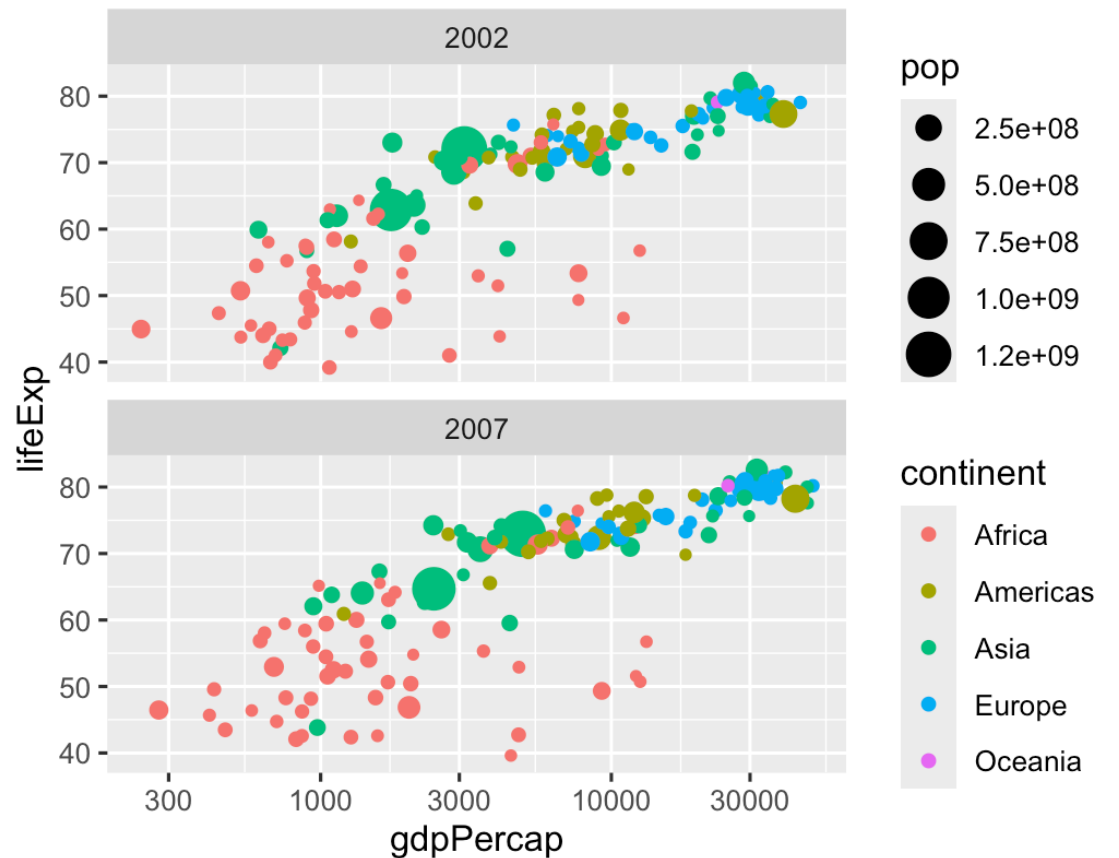 2002
80
70
60
50
40
lifeExp
2007
80
70
60
50
40
300 1000 3000 10000 30000
gdpPercap
pop
2.5e+08
5.0e+08
7.5e+08
1.0e+09
1.2e+09
continent
Africa
Americas
Asia
Europe
Oceania